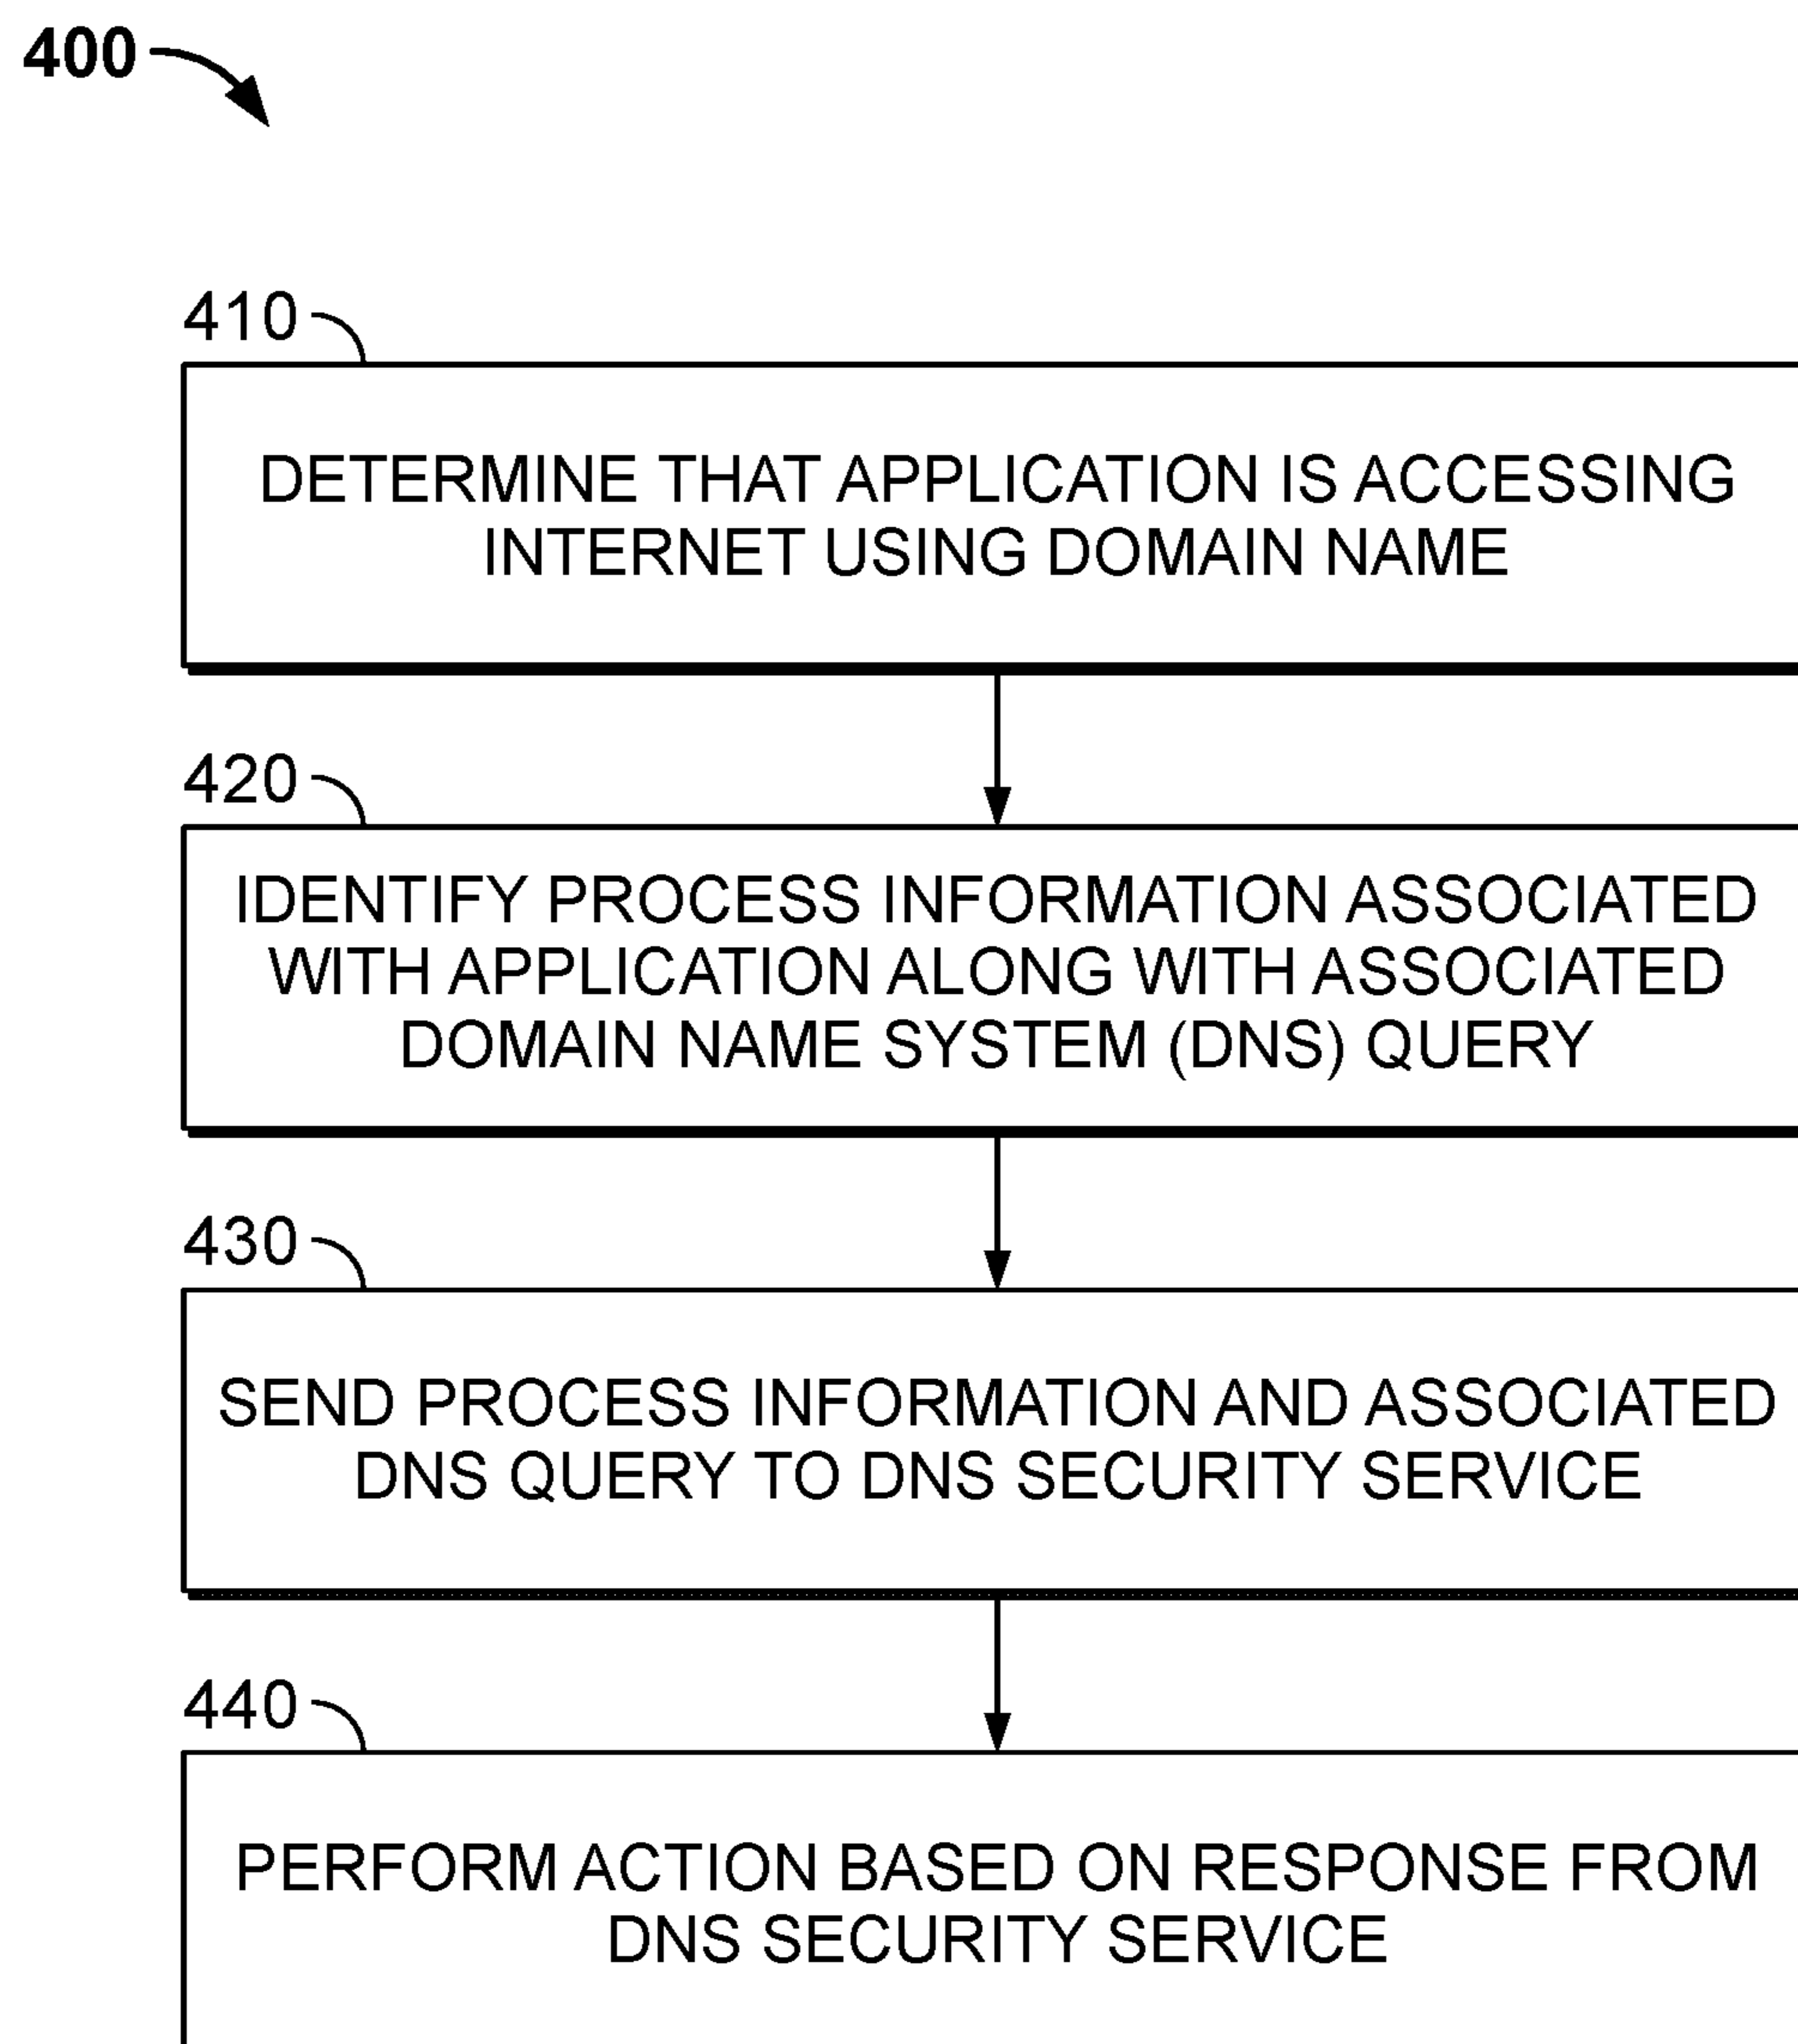 400
410
DETERMINE THAT APPLICATION IS ACCESSING
INTERNET USING DOMAIN NAME
420
IDENTIFY PROCESS INFORMATION ASSOCIATED
WITH APPLICATION ALONG WITH ASSOCIATED
DOMAIN NAME SYSTEM (DNS) QUERY
430
SEND PROCESS INFORMATION AND ASSOCIATED
DNS QUERY TO DNS SECURITY SERVICE
440
PERFORM ACTION BASED ON RESPONSE FROM
DNS SECURITY SERVICE